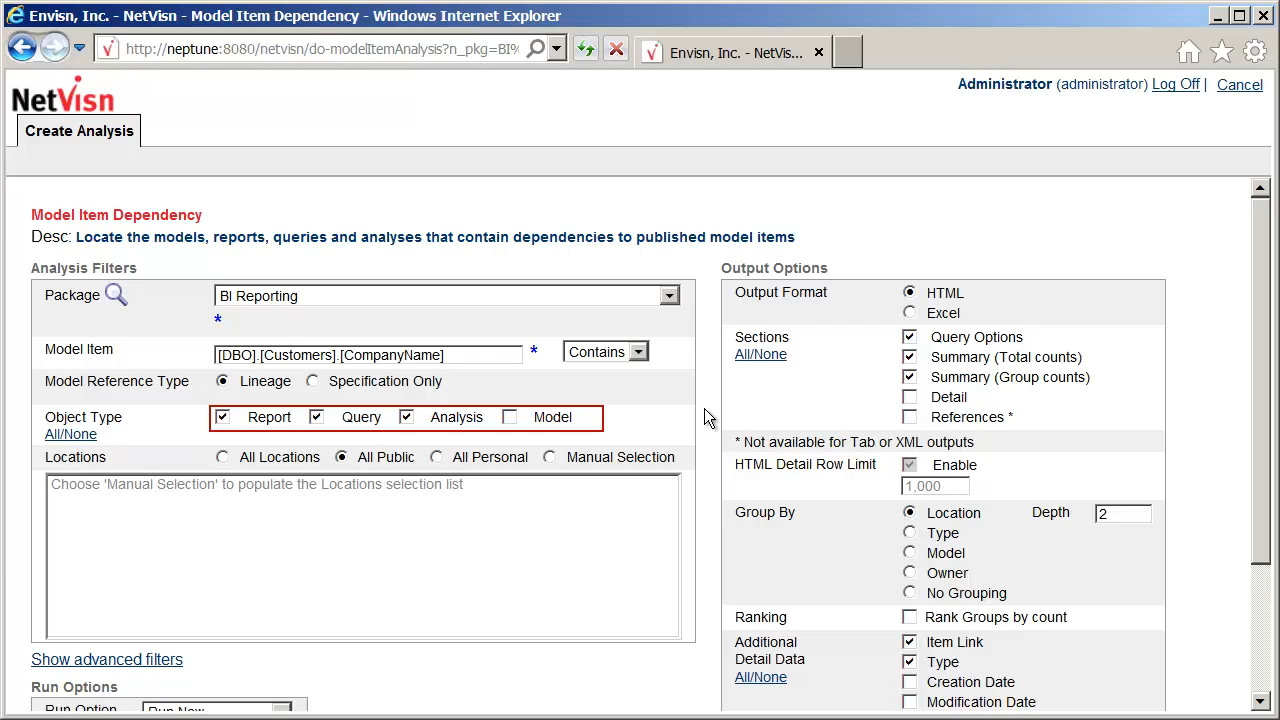 Envisn, Inc. - NetVisn - Model Item Dependency - Windows Internet Explorer
http://neptune:8080/netvisn/do-modelItemAnalysis?n_pkg=BI%
Envisn, Inc. - NetVis...
NetVisn
Administrator (administrator) Log Off | Cancel
Create Analysis
Model Item Dependency
Desc: Locate the models, reports, queries and analyses that contain dependencies to published model items
Analysis Filters
Package
BI Reporting
*
Model Item
[DBO].[Customers].[CompanyName]
*
Contains
Model Reference Type
Lineage
Specification Only
Object Type
All/None
Report
Query
Analysis
Model
Locations
All Locations
All Public
All Personal
Manual Selection
Choose 'Manual Selection' to populate the Locations selection list
Show advanced filters
Run Options
Run Option
Run Now
Output Options
Output Format
HTML
Excel
Sections
All/None
Query Options
Summary (Total counts)
Summary (Group counts)
Detail
References *
* Not available for Tab or XML outputs
HTML Detail Row Limit
Enable
1,000
Group By
Location
Depth
2
Type
Model
Owner
No Grouping
Ranking
Rank Groups by count
Additional
Detail Data
All/None
Item Link
Type
Creation Date
Modification Date